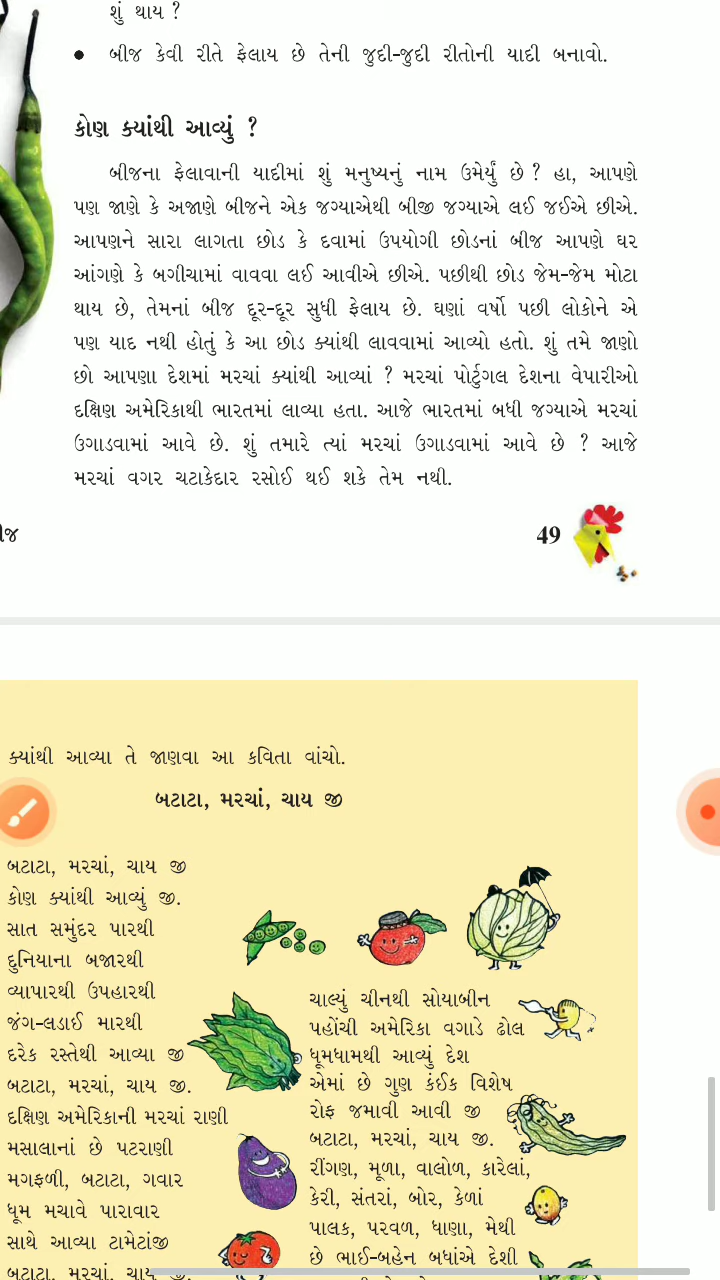 શું થાય ?
• બીજ કેવી રીતે ફેલાય છે તેની જુદી-જુદી રીતોની યાદી બનાવો.
કોણ ક્યાંથી આવ્યું ?
બીજના ફેલાવાની યાદીમાં શું મનુષ્યનું નામ ઉમેર્યું છે ? હા, આપણે
પણ જાણે કે અજાણે બીજને એક જગ્યાએથી બીજી જગ્યાએ લઈ જઈએ છીએ.
આપણને સારા લાગતા છોડ કે દવામાં ઉપયોગી છોડનાં બીજ આપણે ઘર
આંગણે કે બગીચામાં વાવવા લઈ આવીએ છીએ. પછીથી છોડ જેમ-જેમ મોટા
થાય છે, તેમનાં બીજ દૂર-દૂર સુધી ફેલાય છે. ઘણાં વર્ષો પછી લોકોને એ
પણ યાદ નથી હોતું કે આ છોડ ક્યાંથી લાવવામાં આવ્યો હતો. શું તમે જાણો
છો આપણા દેશમાં મરચાં ક્યાંથી આવ્યાં ? મરચાં પોર્ટુગલ દેશના વેપારીઓ
દક્ષિણ અમેરિકાથી ભારતમાં લાવ્યા હતા. આજે ભારતમાં બધી જગ્યાએ મરચાં
ઉગાડવામાં આવે છે. શું તમારે ત્યાં મરચાં ઉગાડવામાં આવે છે ? આજે
મરચાં વગર ચટાકેદાર રસોઈ થઈ શકે તેમ નથી.
49
ક્યાંથી આવ્યા તે જાણવા આ કવિતા વાંચો.
બટાટા, મરચાં, ચાય જી
બટાટા, મરચાં, ચાય જી
કોણ ક્યાંથી આવ્યું જી.
સાત સમુંદર પારથી
દુનિયાના બજારથી
વ્યાપારથી ઉપહારથી
જંગ-લડાઈ મારથી
દરેક રસ્તેથી આવ્યા જી
બટાટા, મરચાં, ચાય જી.
દક્ષિણ અમેરિકાની મરચાં રાણી
મસાલાનાં છે પટરાણી
મગફળી, બટાટા, ગવાર
ધૂમ મચાવે પારાવાર
સાથે આવ્યા ટામેટાંજી
બટાટા, મરચાં, ચાય જી.
ચાલ્યું ચીનથી સોયાબીન
પહોંચી અમેરિકા વગાડે ઢોલ
ધૂમધામથી આવ્યું દેશ
એમાં છે ગુણ કંઈક વિશેષ
રોફ જમાવી આવી જી
બટાટા, મરચાં, ચાય જી.
રીંગણ, મૂળા, વાલોળ, કારેલાં,
કેરી, સંતરાં, બોર, કેળાં
પાલક, પરવળ, ધાણા, મેથી
છે ભાઈ-બહેન બધાંએ દેશી